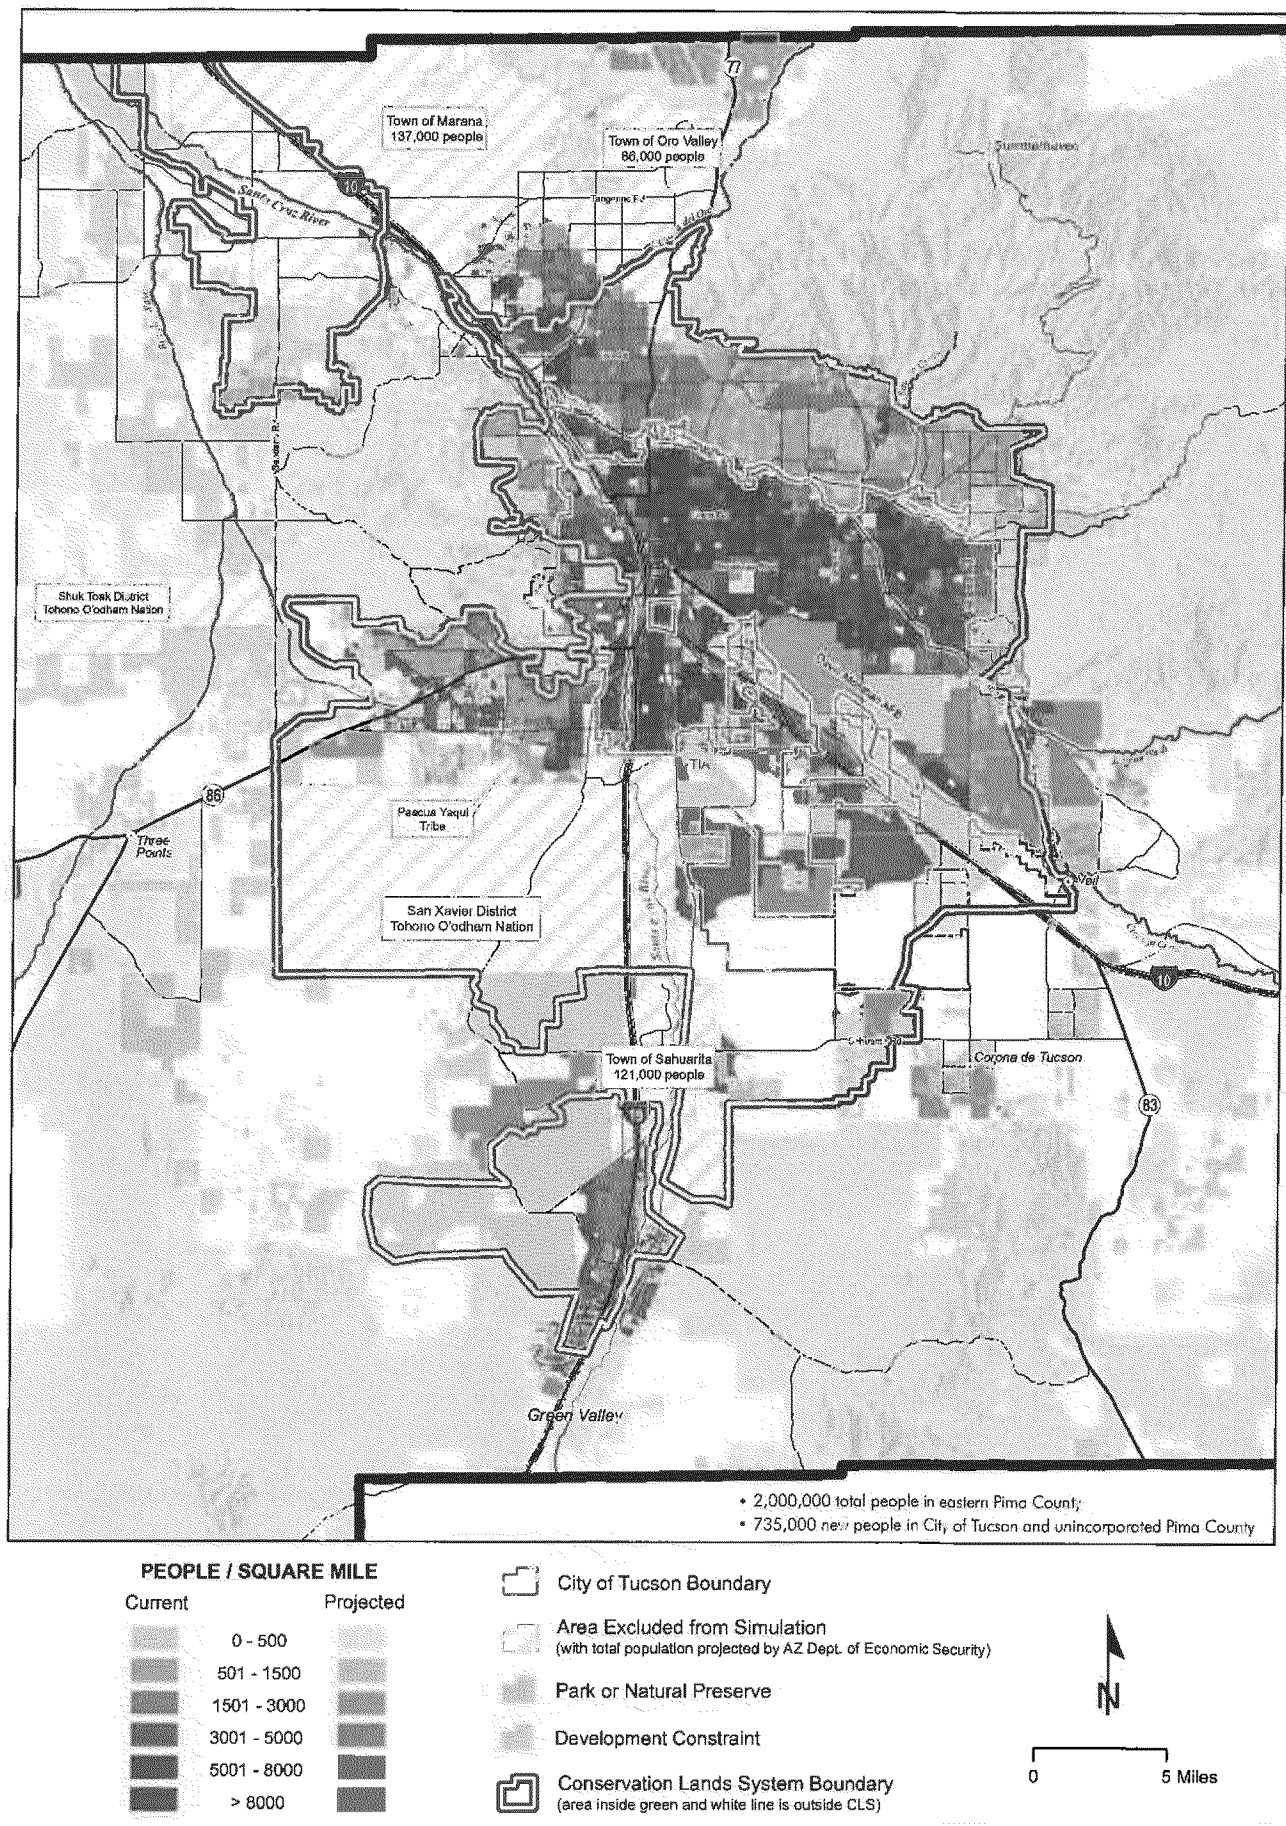 77
Town of Marana
137,000 people
Town of Oro Valley
86,000 people
Summerhaven
10
Santa Cruz River
Tangerine Rd
Shuk Toak District
Tohono O'odham Nation
Davis Monthan AFB
TIA
86
Three
Points
Pascua Yaqui
Tribe
San Xavier District
Tohono O'odham Nation
Vail
10
Town of Sahuarita
121,000 people
Corona de Tucson
83
Green Valley
• 2,000,000 total people in eastern Pima County
• 735,000 new people in City of Tucson and unincorporated Pima County
PEOPLE / SQUARE MILE
Current Projected
0 - 500
501 - 1500
1501 - 3000
3001 - 5000
5001 - 8000
> 8000
City of Tucson Boundary
Area Excluded from Simulation
(with total population projected by AZ Dept. of Economic Security)
Park or Natural Preserve
Development Constraint
Conservation Lands System Boundary
(area inside green and white line is outside CLS)
N
0 5 Miles